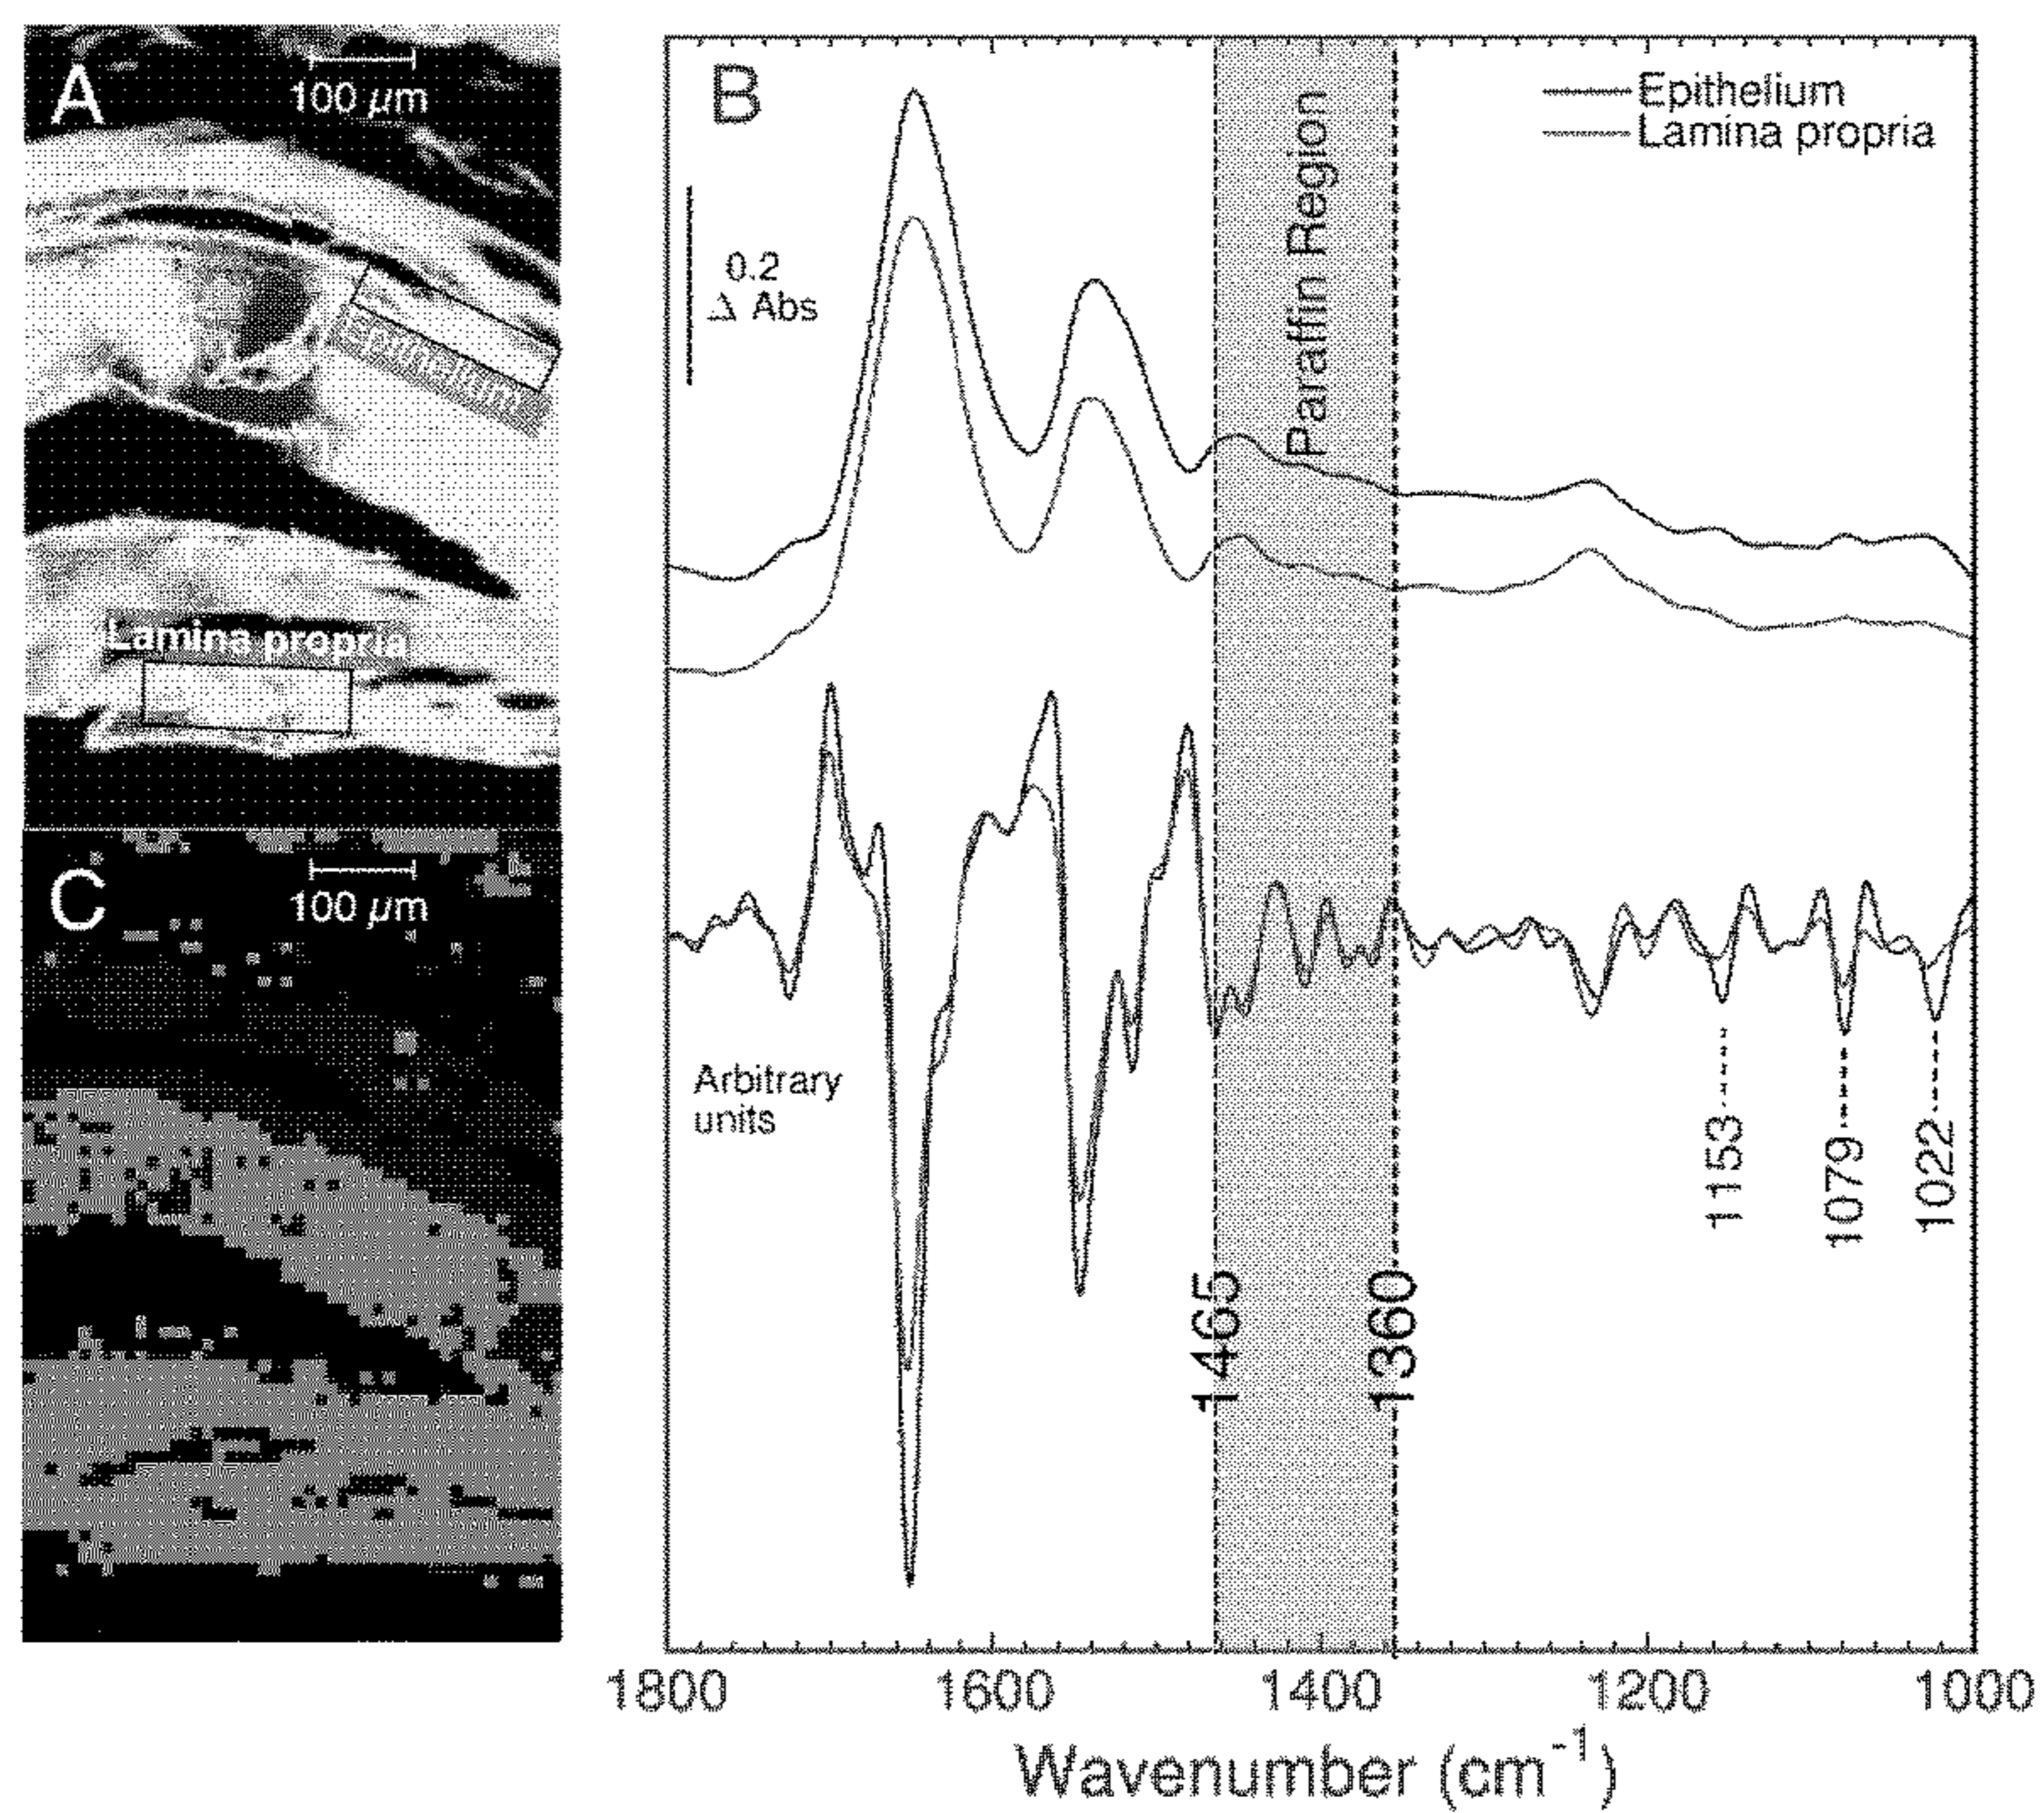 A
100 µm
Epithelium
Lamina propria
C
100 µm
B
Epithelium
Lamina propria
0.2
Δ Abs
Paraffin Region
Arbitrary
units
1465
1360
1153
1079
1022
1800 1600 1400 1200 1000
Wavenumber (cm⁻¹)